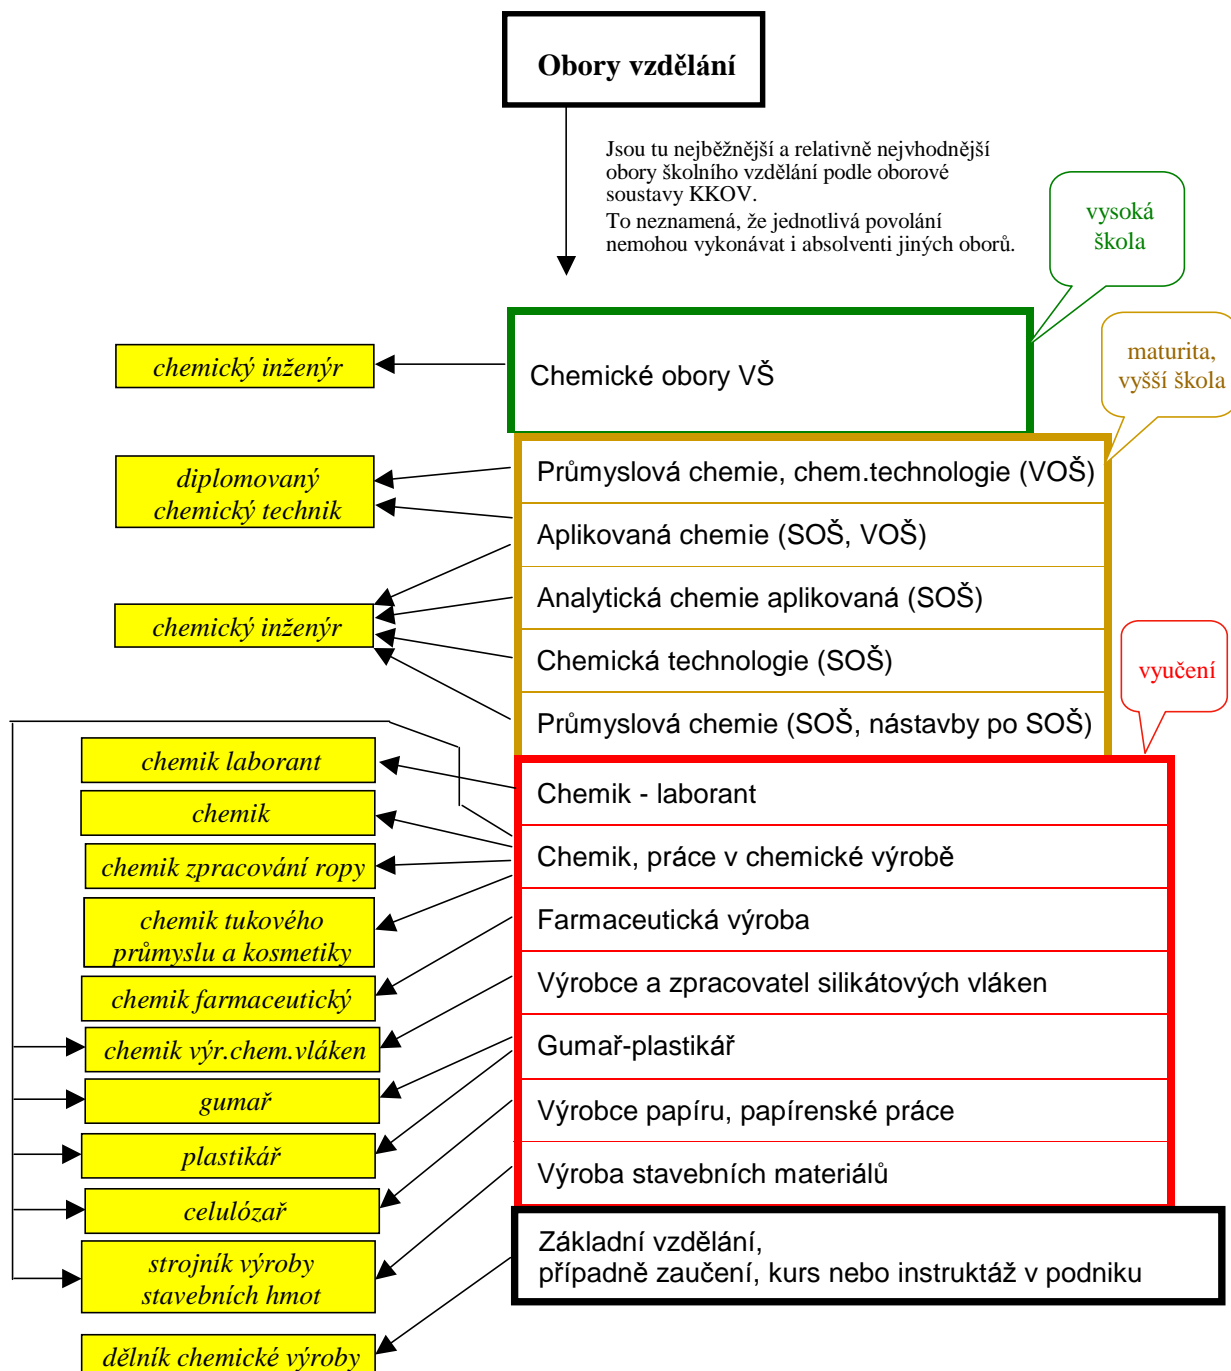 Obory vzdělání
Jsou tu nejběžnější a relativně nejvhodnější
obory školního vzdělání podle oborové
soustavy KKOV.
To neznamená, že jednotlivá povolání
nemohou vykonávat i absolventi jiných oborů.
vysoká
škola
maturita,
vyšší škola
chemický inženýr
Chemické obory VŠ
diplomovaný
chemický technik
Průmyslová chemie, chem.technologie (VOŠ)
Aplikovaná chemie (SOŠ, VOŠ)
Analytická chemie aplikovaná (SOŠ)
chemický inženýr
Chemická technologie (SOŠ)
Průmyslová chemie (SOŠ, nástavby po SOŠ)
vyučení
chemik laborant
Chemik - laborant
chemik
Chemik, práce v chemické výrobě
chemik zpracování ropy
chemik tukového
průmyslu a kosmetiky
Farmaceutická výroba
chemik farmaceutický
Výrobce a zpracovatel silikátových vláken
chemik výr.chem.vláken
Gumař-plastikář
gumař
Výrobce papíru, papírenské práce
plastikář
Výroba stavebních materiálů
celulózař
strojník výroby
stavebních hmot
Základní vzdělání,
případně zaučení, kurs nebo instruktáž v podniku
dělník chemické výroby